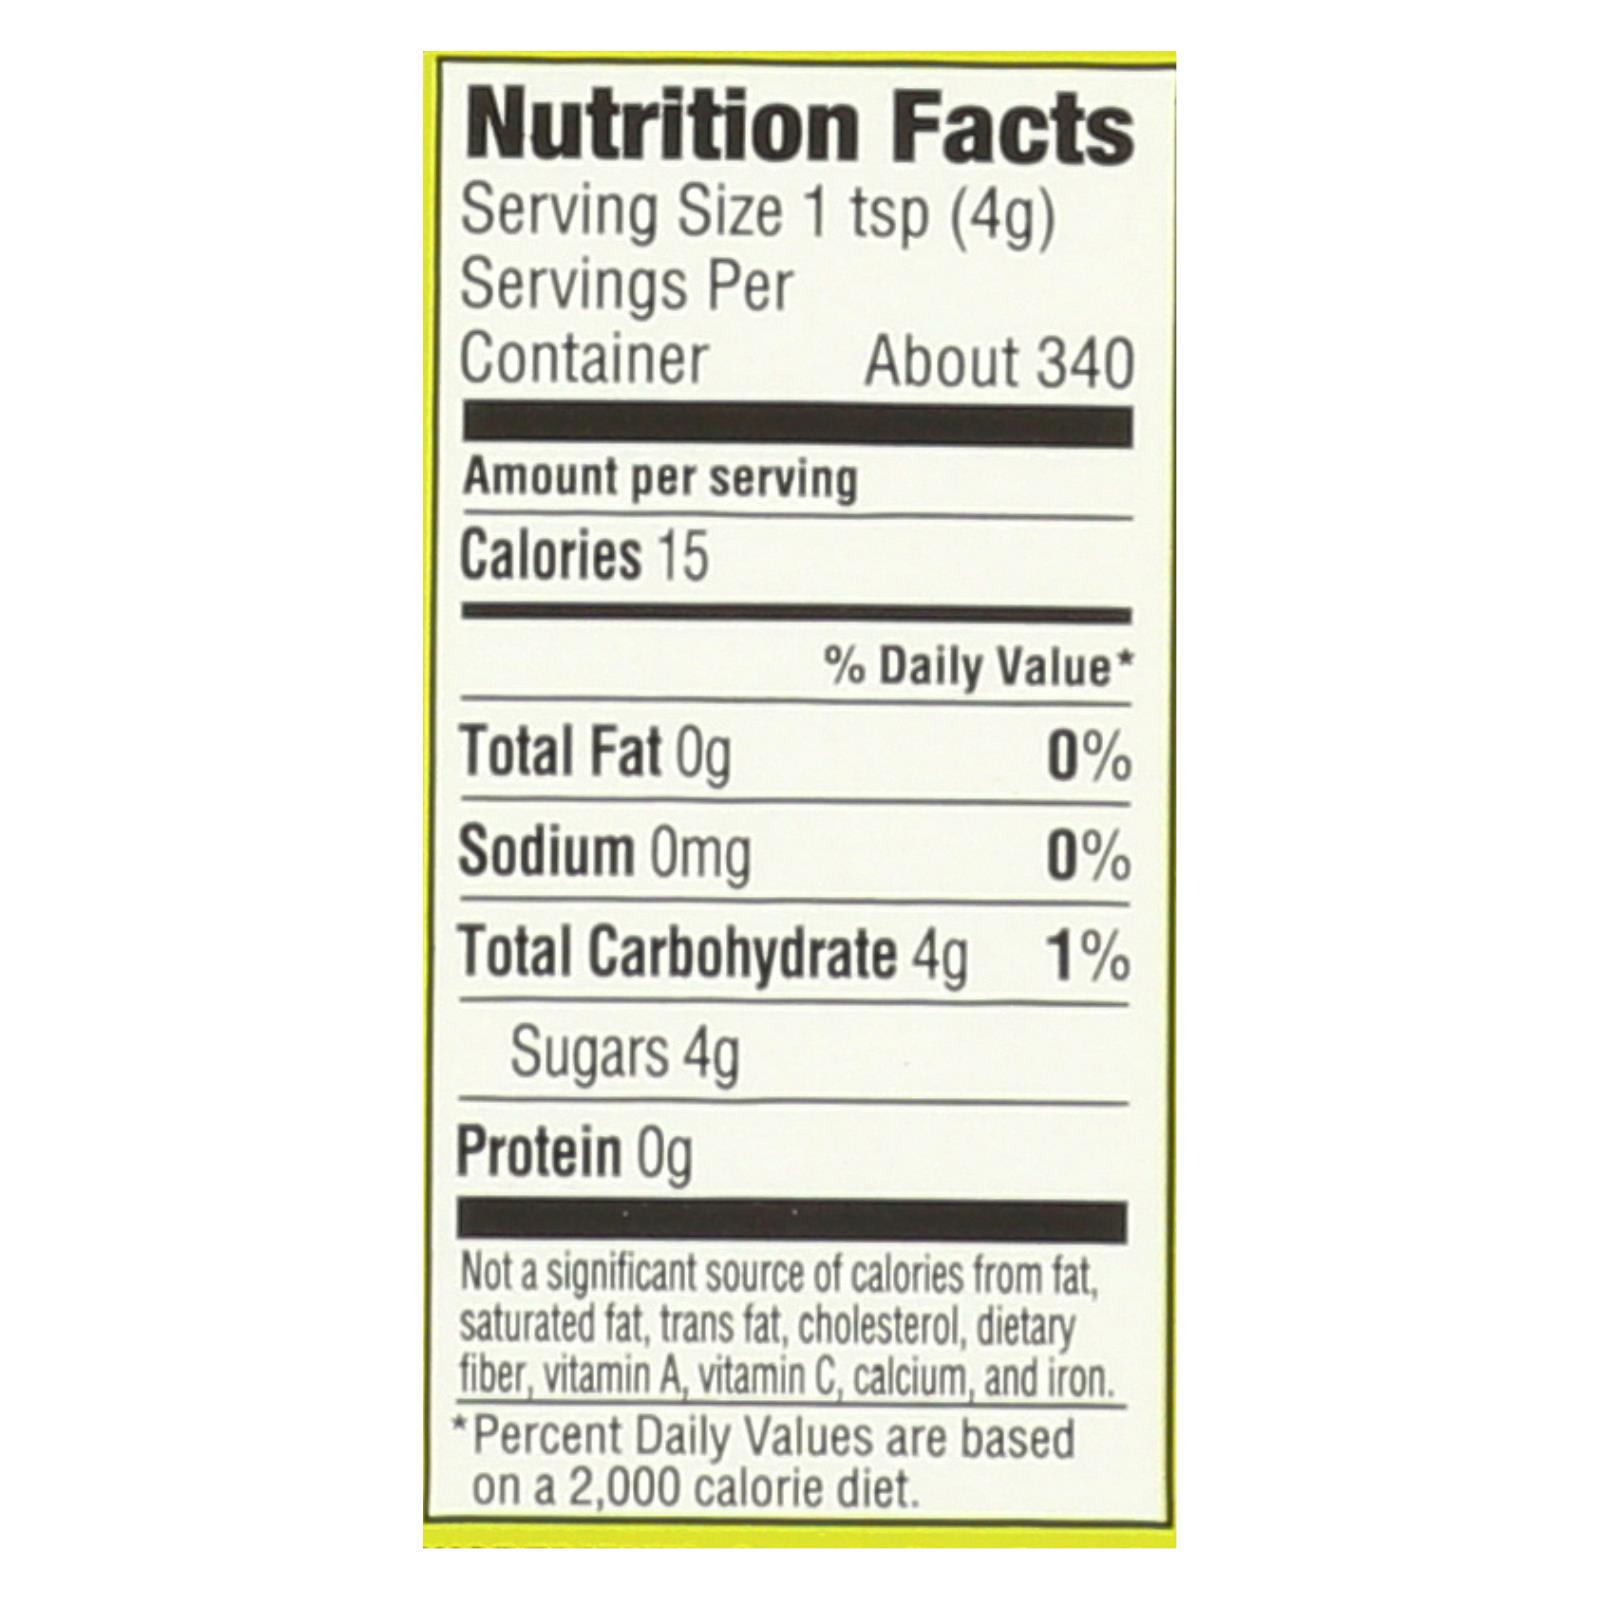 Nutrition Facts
Serving Size 1 tsp (4g)
Servings Per
Container About 340
Amount per serving
Calories 15
% Daily Value*
Total Fat 0g 0%
Sodium 0mg 0%
Total Carbohydrate 4g 1%
Sugars 4g
Protein 0g
Not a significant source of calories from fat,
saturated fat, trans fat, cholesterol, dietary
fiber, vitamin A, vitamin C, calcium, and iron.
*Percent Daily Values are based
on a 2,000 calorie diet.